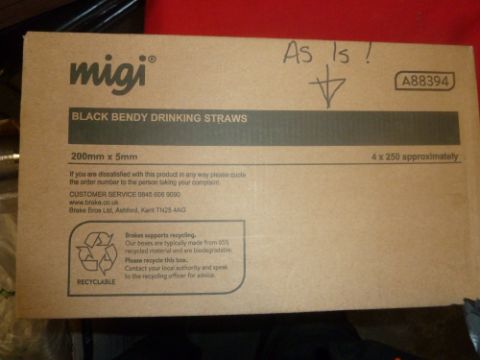 migi®
As Is!
A88394
BLACK BENDY DRINKING STRAWS
200mm x 5mm
4 x 250 approximately
If you are dissatisfied with this product in any way please quote
the order number to the person taking your complaint.
CUSTOMER SERVICE 0845 606 9090
www.brake.co.uk
Brake Bros Ltd, Ashford, Kent TN25 4AG
Brakes supports recycling.
Our boxes are typically made from 65%
recycled material and are biodegradable.
Please recycle this box.
Contact your local authority and speak
to the recycling officer for advice.
RECYCLABLE